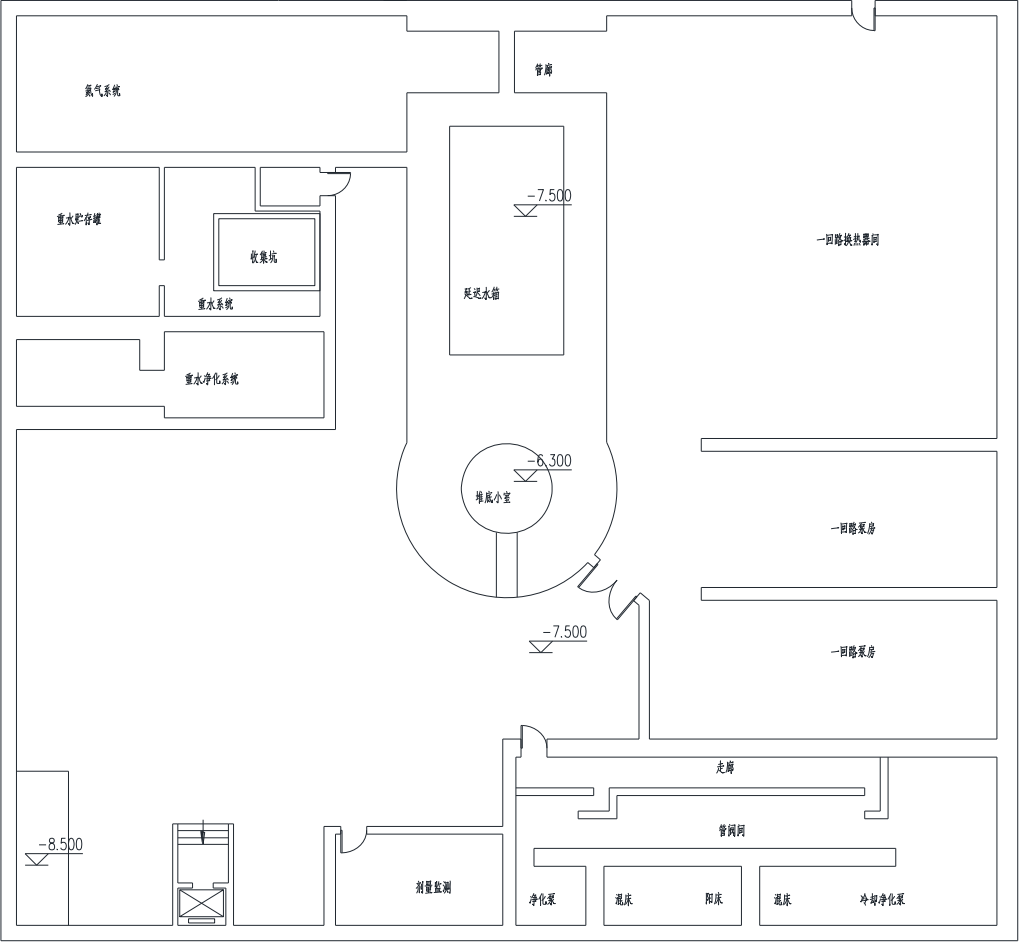 管廊
氦气系统
-7.500
重水贮存罐
一回路换热器间
收集坑
延迟水箱
重水系统
重水净化系统
-6.300
堆底小室
一回路泵房
-7.500
一回路泵房
走廊
管阀间
-8.500
剂量监测
净化泵
混床
阳床
混床
冷却净化泵